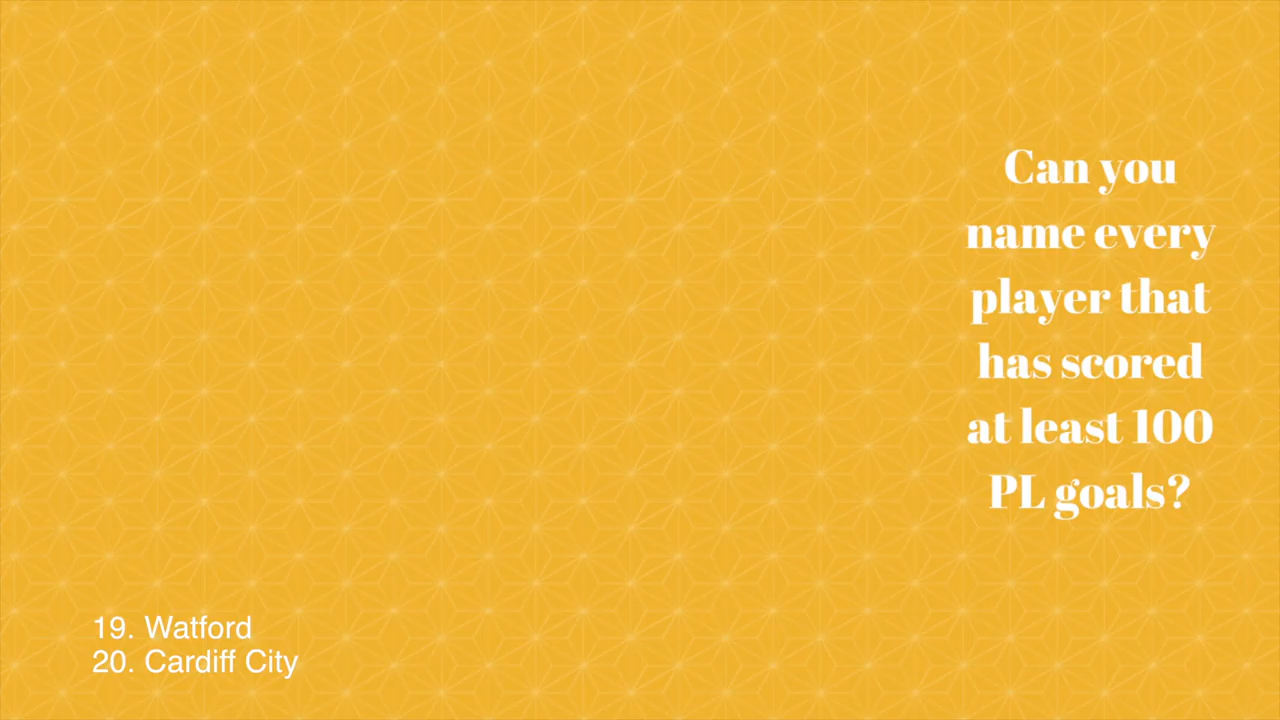 Can you
name every
player that
has scored
at least 100
PL goals?
19. Watford
20. Cardiff City